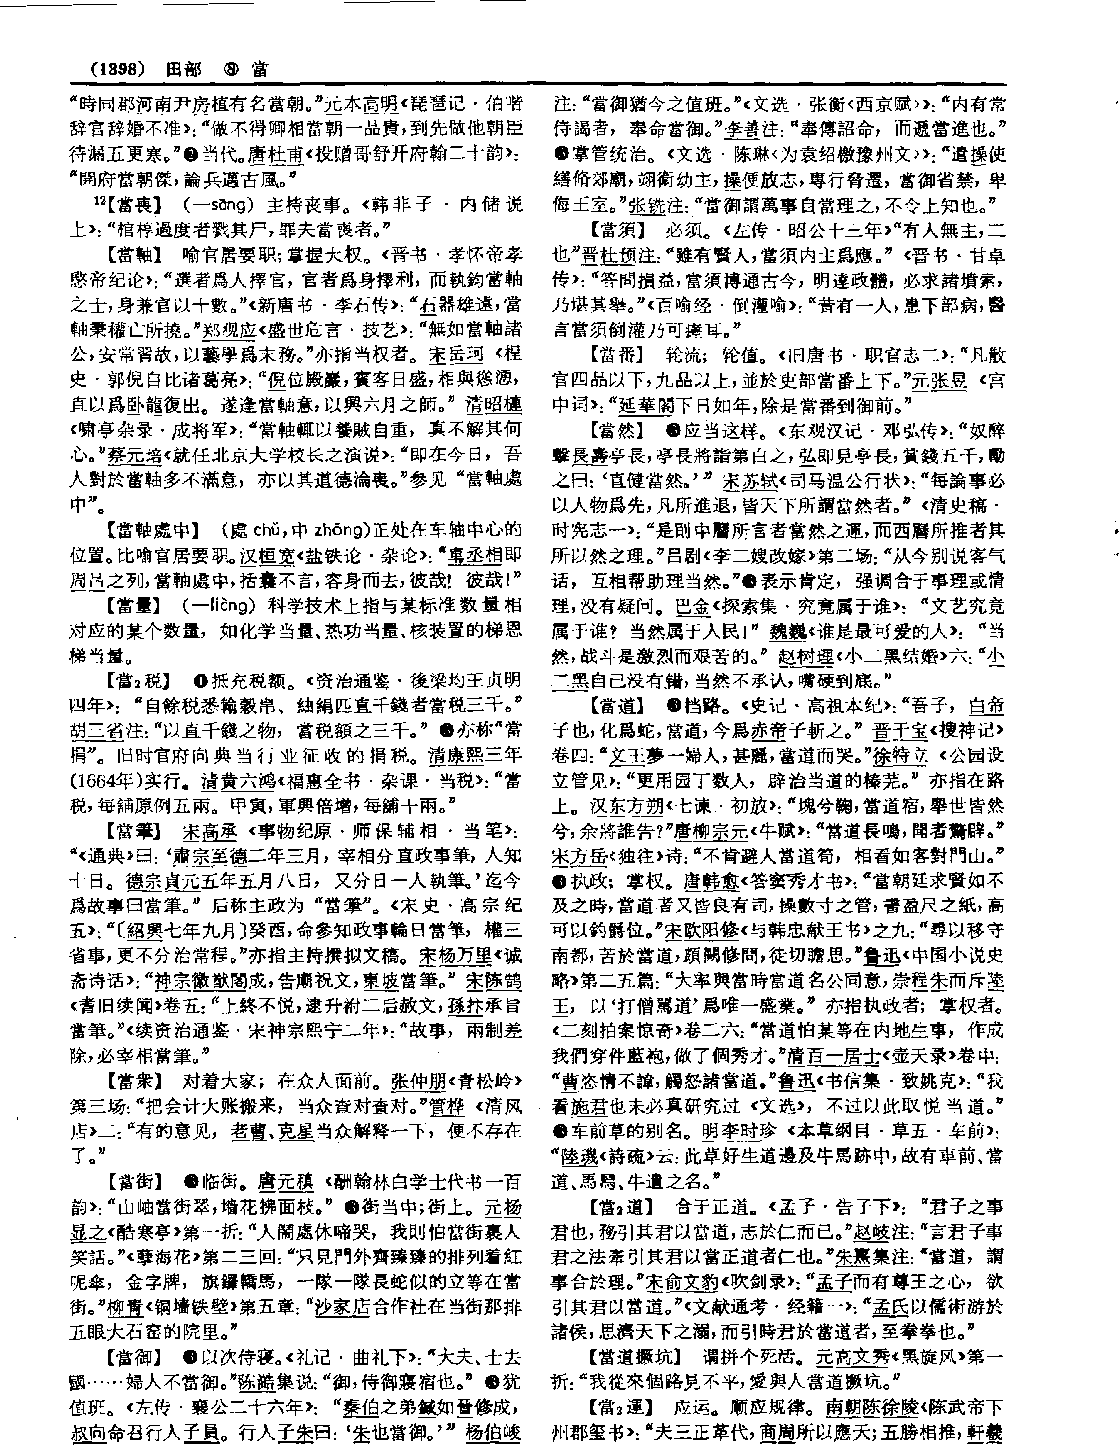 (1398) 田部 ⑧ 當
“時同郡河南尹房植有名當朝。”元本高明《琵琶记·伯喈
辞官辞婚不准》：“做不得卿相當朝一品貴，到先做他朝臣
待漏五更寒。”❷当代。唐杜甫《投赠哥舒开府翰二十韵》：
“開府當朝傑，論兵邁古風。”
12【當喪】 (—sāng) 主持丧事。《韩非子·内储说
上》：“棺椁過度者戮其尸，罪夫當喪者。”
【當軸】 喻官居要职；掌握大权。《晋书·孝怀帝孝
愍帝纪论》：“選者爲人擇官，官者爲身擇利，而執鈞當軸
之士，身兼官以十數。”《新唐书·李石传》：“石器雄遠，當
軸秉權亡所撓。”郑观应《盛世危言·技艺》：“無如當軸諸
公，安常習故，以藝學爲末務。”亦指当权者。宋岳珂《桯
史·郭倪自比诸葛亮》：“倪位殿巖，賓客日盛，相與慫恿，
直以爲卧龍復出。遂逢當軸意，以興六月之師。”清昭槤
《啸亭杂录·成将军》：“當軸輒以養賊自重，真不解其何
心。”蔡元培《就任北京大学校长之演说》：“即在今日，吾
人對於當軸多不滿意，亦以其道德淪喪。”参见“當軸處
中”。
【當軸處中】 (處 chǔ，中 zhōng)正处在车轴中心的
位置。比喻官居要职。汉桓宽《盐铁论·杂论》：“車丞相即
周吕之列，當軸處中，括囊不言，容身而去，彼哉！彼哉！”
【當量】 (—liàng) 科学技术上指与某标准数量相
对应的某个数量，如化学当量、热功当量、核装置的梯恩
梯当量。
【當2税】 ❶抵充税额。《资治通鉴·後梁均王贞明
四年》：“自餘税悉輸穀帛、紬絹匹直千錢者當税三千。”
胡三省注：“以直千錢之物，當税額之三千。”❷亦称“當
捐”。旧时官府向典当行业征收的捐税。清康熙三年
(1664年)实行。清黄六鸿《福惠全书·杂课·当税》：“當
税，每舖原例五兩。甲寅，軍興倍增，每舖十兩。”
【當筆】 宋高承《事物纪原·师保辅相·当笔》：
“《通典》曰：‘肅宗至德二年三月，宰相分直政事筆，人知
十日。德宗貞元五年五月八日，又分日一人執筆。’迄今
爲故事曰當筆。”后称主政为“當筆”。《宋史·高宗纪
五》：“〔紹興七年九月〕癸酉，命参知政事輪日當筆，權三
省事，更不分治常程。”亦指主持撰拟文稿。宋杨万里《诚
斋诗话》：“神宗徽猷閣成，告廟祝文，東坡當筆。”宋陈鹄
《耆旧续闻》卷五：“上終不悦，逮升祔二后赦文，孫抃承旨
當筆。”《续资治通鉴·宋神宗熙宁二年》：“故事，兩制差
除，必宰相當筆。”
【當衆】 对着大家；在众人面前。张仲朋《青松岭》
第三场：“把会计大账搬来，当众查对查对。”管桦《清风
店》二：“有的意见，老曹、克星当众解释一下，便不存在
了。”
【當街】 ❶临街。唐元稹《酬翰林白学士代书一百
韵》：“山岫當街翠，墙花拂面枝。”❷街当中；街上。元杨
显之《酷寒亭》第一折：“人鬧處休啼哭，我則怕當街裏人
笑話。”《孽海花》第二三回：“只見門外齊臻臻的排列着紅
呢傘，金字牌，旗鑼轎馬，一隊一隊長蛇似的立等在當
街。”柳青《铜墙铁壁》第五章：“沙家店合作社在当街那排
五眼大石窑的院里。”
【當御】 ❶以次侍寝。《礼记·曲礼下》：“大夫、士去
國……婦人不當御。”陈澔集说：“御，侍御寢宿也。”❷犹
值班。《左传·襄公二十六年》：“秦伯之弟鍼如晉修成，
叔向命召行人子員。行人子朱曰：‘朱也當御。’”杨伯峻
注：“當御猶今之值班。”《文选·张衡〈西京赋〉》：“内有常
侍謁者，奉命當御。”李善注：“奉傳詔命，而遞當進也。”
❸掌管统治。《文选·陈琳〈为袁绍檄豫州文〉》：“遣操使
繕脩郊廟，翊衛幼主，操便放志，專行脅遷，當御省禁，卑
侮王室。”张铣注：“當御謂萬事自當理之，不令上知也。”
【當須】 必须。《左传·昭公十三年》“有人無主，二
也”晋杜预注：“雖有賢人，當須内主爲應。”《晋书·甘卓
传》：“答問損益，當須博通古今，明達政體，必求諸墳索，
乃堪其舉。”《百喻经·倒灌喻》：“昔有一人，患下部病，醫
言當須倒灌乃可瘥耳。”
【當番】 轮流；轮值。《旧唐书·职官志二》：“凡散
官四品以下，九品以上，並於吏部當番上下。”元张昱《宫
中词》：“延華閣下日如年，除是當番到御前。”
【當然】 ❶应当这样。《东观汉记·邓弘传》：“奴醉
擊長壽亭長，亭長將詣第白之，弘即見亭長，賞錢五千，勵
之曰：‘直健當然。’”宋苏轼《司马温公行状》：“每論事必
以人物爲先，凡所進退，皆天下所謂當然者。”《清史稿·
时宪志一》：“是則中曆所言者當然之運，而西曆所推者其
所以然之理。”吕剧《李二嫂改嫁》第二场：“从今别说客气
话，互相帮助理当然。”❷表示肯定，强调合于事理或情
理，没有疑问。巴金《探索集·究竟属于谁》：“文艺究竟
属于谁？当然属于人民！”魏巍《谁是最可爱的人》：“当
然，战斗是激烈而艰苦的。”赵树理《小二黑结婚》六：“小
二黑自己没有错，当然不承认，嘴硬到底。”
【當道】 ❶挡路。《史记·高祖本纪》：“吾子，白帝
子也，化爲蛇，當道，今爲赤帝子斬之。”晋干宝《搜神记》
卷四：“文王夢一婦人，甚麗，當道而哭。”徐特立《公园设
立管见》：“更用园丁数人，辟治当道的榛芜。”亦指在路
上。汉东方朔《七谏·初放》：“塊兮鞠，當道宿，舉世皆然
兮，余將誰告？”唐柳宗元《牛赋》：“當道長鳴，聞者驚辟。”
宋方岳《独往》诗：“不肯避人當道筍，相看如客對門山。”
❷执政；掌权。唐韩愈《答窦秀才书》：“當朝廷求賢如不
及之時，當道者又皆良有司，操數寸之管，書盈尺之紙，高
可以釣爵位。”宋欧阳修《与韩忠献王书》之九：“尋以移守
南都，苦於當道，頗闕修問，徒切瞻思。”鲁迅《中国小说史
略》第二五篇：“大率與當時當道名公同意，崇程朱而斥陸
王，以‘打僧罵道’爲唯一盛業。”亦指执政者；掌权者。
《二刻拍案惊奇》卷二六：“當道怕某等在内地生事，作成
我們穿件藍袍，做了個秀才。”清百一居士《壶天录》卷中：
“曹恣情不諱，觸怒諸當道。”鲁迅《书信集·致姚克》：“我
看施君也未必真研究过《文选》，不过以此取悦当道。”
❸车前草的别名。明李时珍《本草纲目·草五·车前》：
“陸璣《詩疏》云：此草好生道邊及牛馬跡中，故有車前、當
道、馬舄、牛遺之名。”
【當2道】 合于正道。《孟子·告子下》：“君子之事
君也，務引其君以當道，志於仁而已。”赵岐注：“言君子事
君之法牽引其君以當正道者仁也。”朱熹集注：“當道，謂
事合於理。”宋俞文豹《吹剑录》：“孟子而有尊王之心，欲
引其君以當道。”《文献通考·经籍一》：“孟氏以儒術游於
諸侯，思濟天下之溺，而引時君於當道者，至拳拳也。”
【當道撅坑】 谓拼个死活。元高文秀《黑旋风》第一
折：“我從來個路見不平，愛與人當道撅坑。”
【當2運】 应运。顺应规律。南朝陈徐陵《陈武帝下
州郡玺书》：“夫三正革代，商周所以應天；五勝相推，軒羲